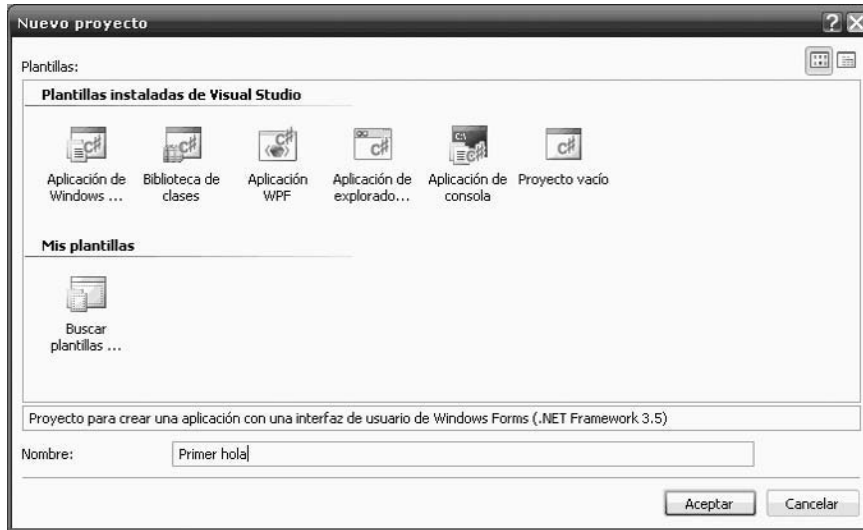 Nuevo proyecto
Plantillas:
Plantillas instaladas de Visual Studio
Aplicación de Windows ...
Biblioteca de clases
Aplicación WPF
Aplicación de explorado...
Aplicación de consola
Proyecto vacío
Mis plantillas
Buscar plantillas ...
Proyecto para crear una aplicación con una interfaz de usuario de Windows Forms (.NET Framework 3.5)
Nombre:
Primer hola
Aceptar
Cancelar